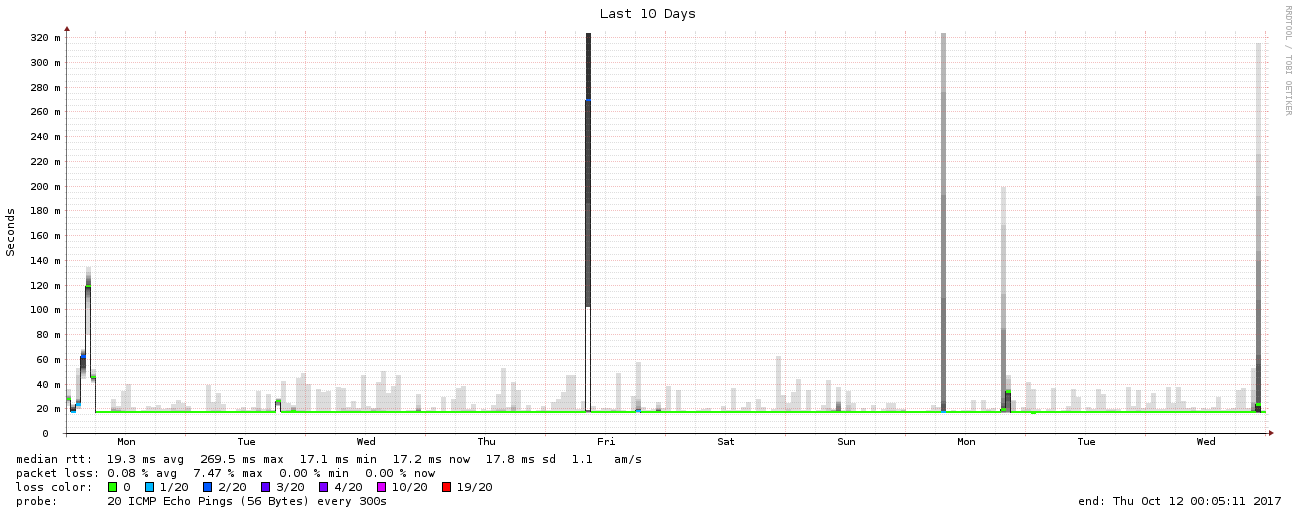 Last 10 Days
RRDTOOL / TOBI OETIKER
Seconds
320 m
300 m
280 m
260 m
240 m
220 m
200 m
180 m
160 m
140 m
120 m
100 m
80 m
60 m
40 m
20 m
0
Mon Tue Wed Thu Fri Sat Sun Mon Tue Wed
median rtt: 19.3 ms avg 269.5 ms max 17.1 ms min 17.2 ms now 17.8 ms sd 1.1 am/s
packet loss: 0.08 % avg 7.47 % max 0.00 % min 0.00 % now
loss color: 0 1/20 2/20 3/20 4/20 10/20 19/20
probe: 20 ICMP Echo Pings (56 Bytes) every 300s end: Thu Oct 12 00:05:11 2017